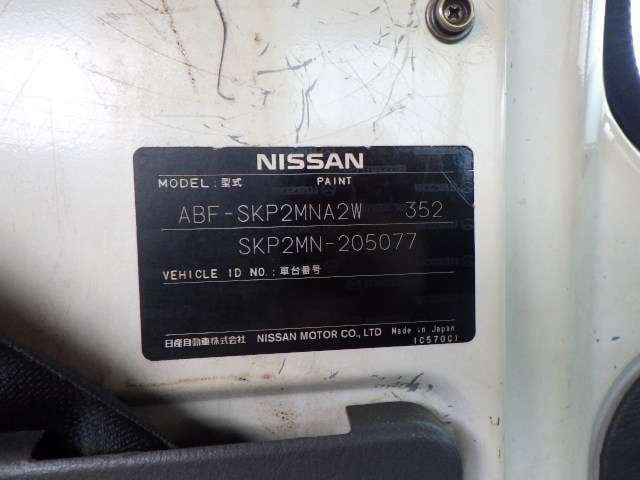 NISSAN
MODEL: 型式 PAINT
ABF-SKP2MNA2W 352
SKP2MN-205077
VEHICLE ID NO.: 車台番号
日産自動車株式会社 NISSAN MOTOR CO., LTD Made in Japan
(C570C)